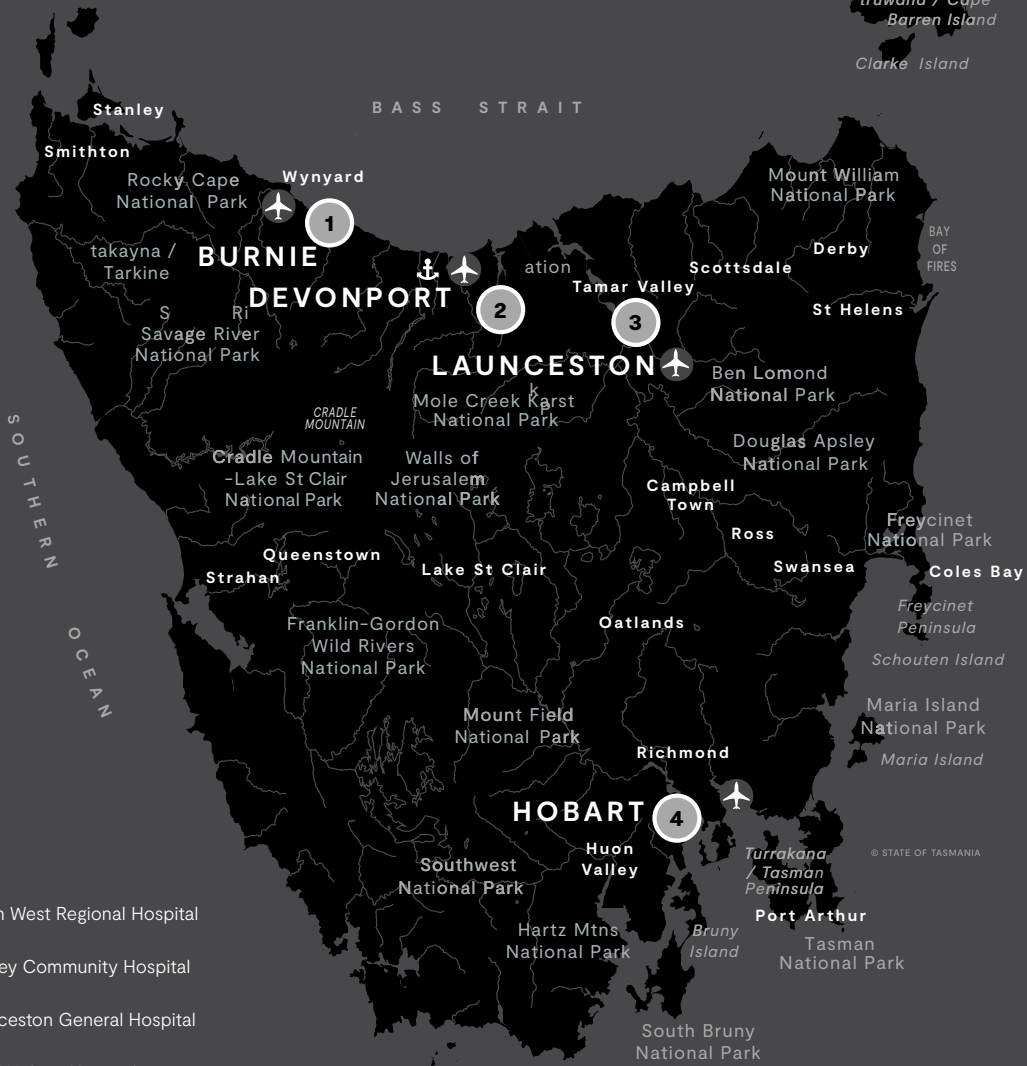 Barren Island
Clarke Island
BASS STRAIT
Stanley
Smithton
Rocky Cape
National Park
Wynyard
1
Mount William
National Park
takayna /
Tarkine
BURNIE
DEVONPORT
2
ation
Tamar Valley
3
Scottsdale
Derby
BAY
OF
FIRES
St Helens
S Ri
Savage River
National Park
LAUNCESTON
Ben Lomond
National Park
k
p
Mole Creek Karst
National Park
CRADLE
MOUNTAIN
Cradle Mountain
-Lake St Clair
National Park
Walls of
Jerusalem
National Park
Douglas Apsley
National Park
Campbell
Town
Ross
Freycinet
National Park
SOUTHERN OCEAN
Queenstown
Strahan
Lake St Clair
Swansea
Coles Bay
Freycinet
Peninsula
Schouten Island
Oatlands
Franklin-Gordon
Wild Rivers
National Park
Maria Island
National Park
Maria Island
Mount Field
National Park
Richmond
HOBART
4
Huon
Valley
Turrakana
/ Tasman
Peninsula
© STATE OF TASMANIA
Southwest
National Park
Port Arthur
Tasman
National Park
Hartz Mtns
National Park
Bruny
Island
South Bruny
National Park
West Regional Hospital
Community Hospital
General Hospital